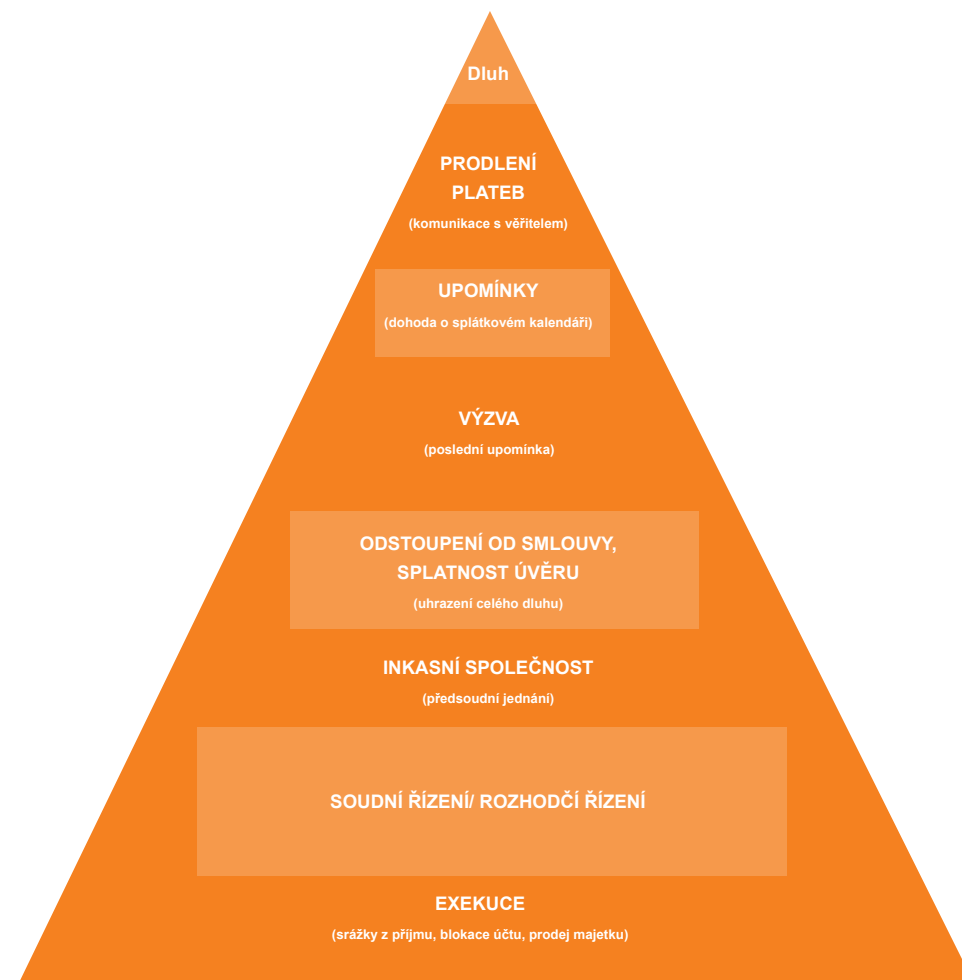 Dluh
PRODLENÍ
PLATEB
(komunikace s věřitelem)
UPOMÍNKY
(dohoda o splátkovém kalendáři)
VÝZVA
(poslední upomínka)
ODSTOUPENÍ OD SMLOUVY,
SPLATNOST ÚVĚRU
(uhrazení celého dluhu)
INKASNÍ SPOLEČNOST
(předsoudní jednání)
SOUDNÍ ŘÍZENÍ/ ROZHODČÍ ŘÍZENÍ
EXEKUCE
(srážky z příjmu, blokace účtu, prodej majetku)